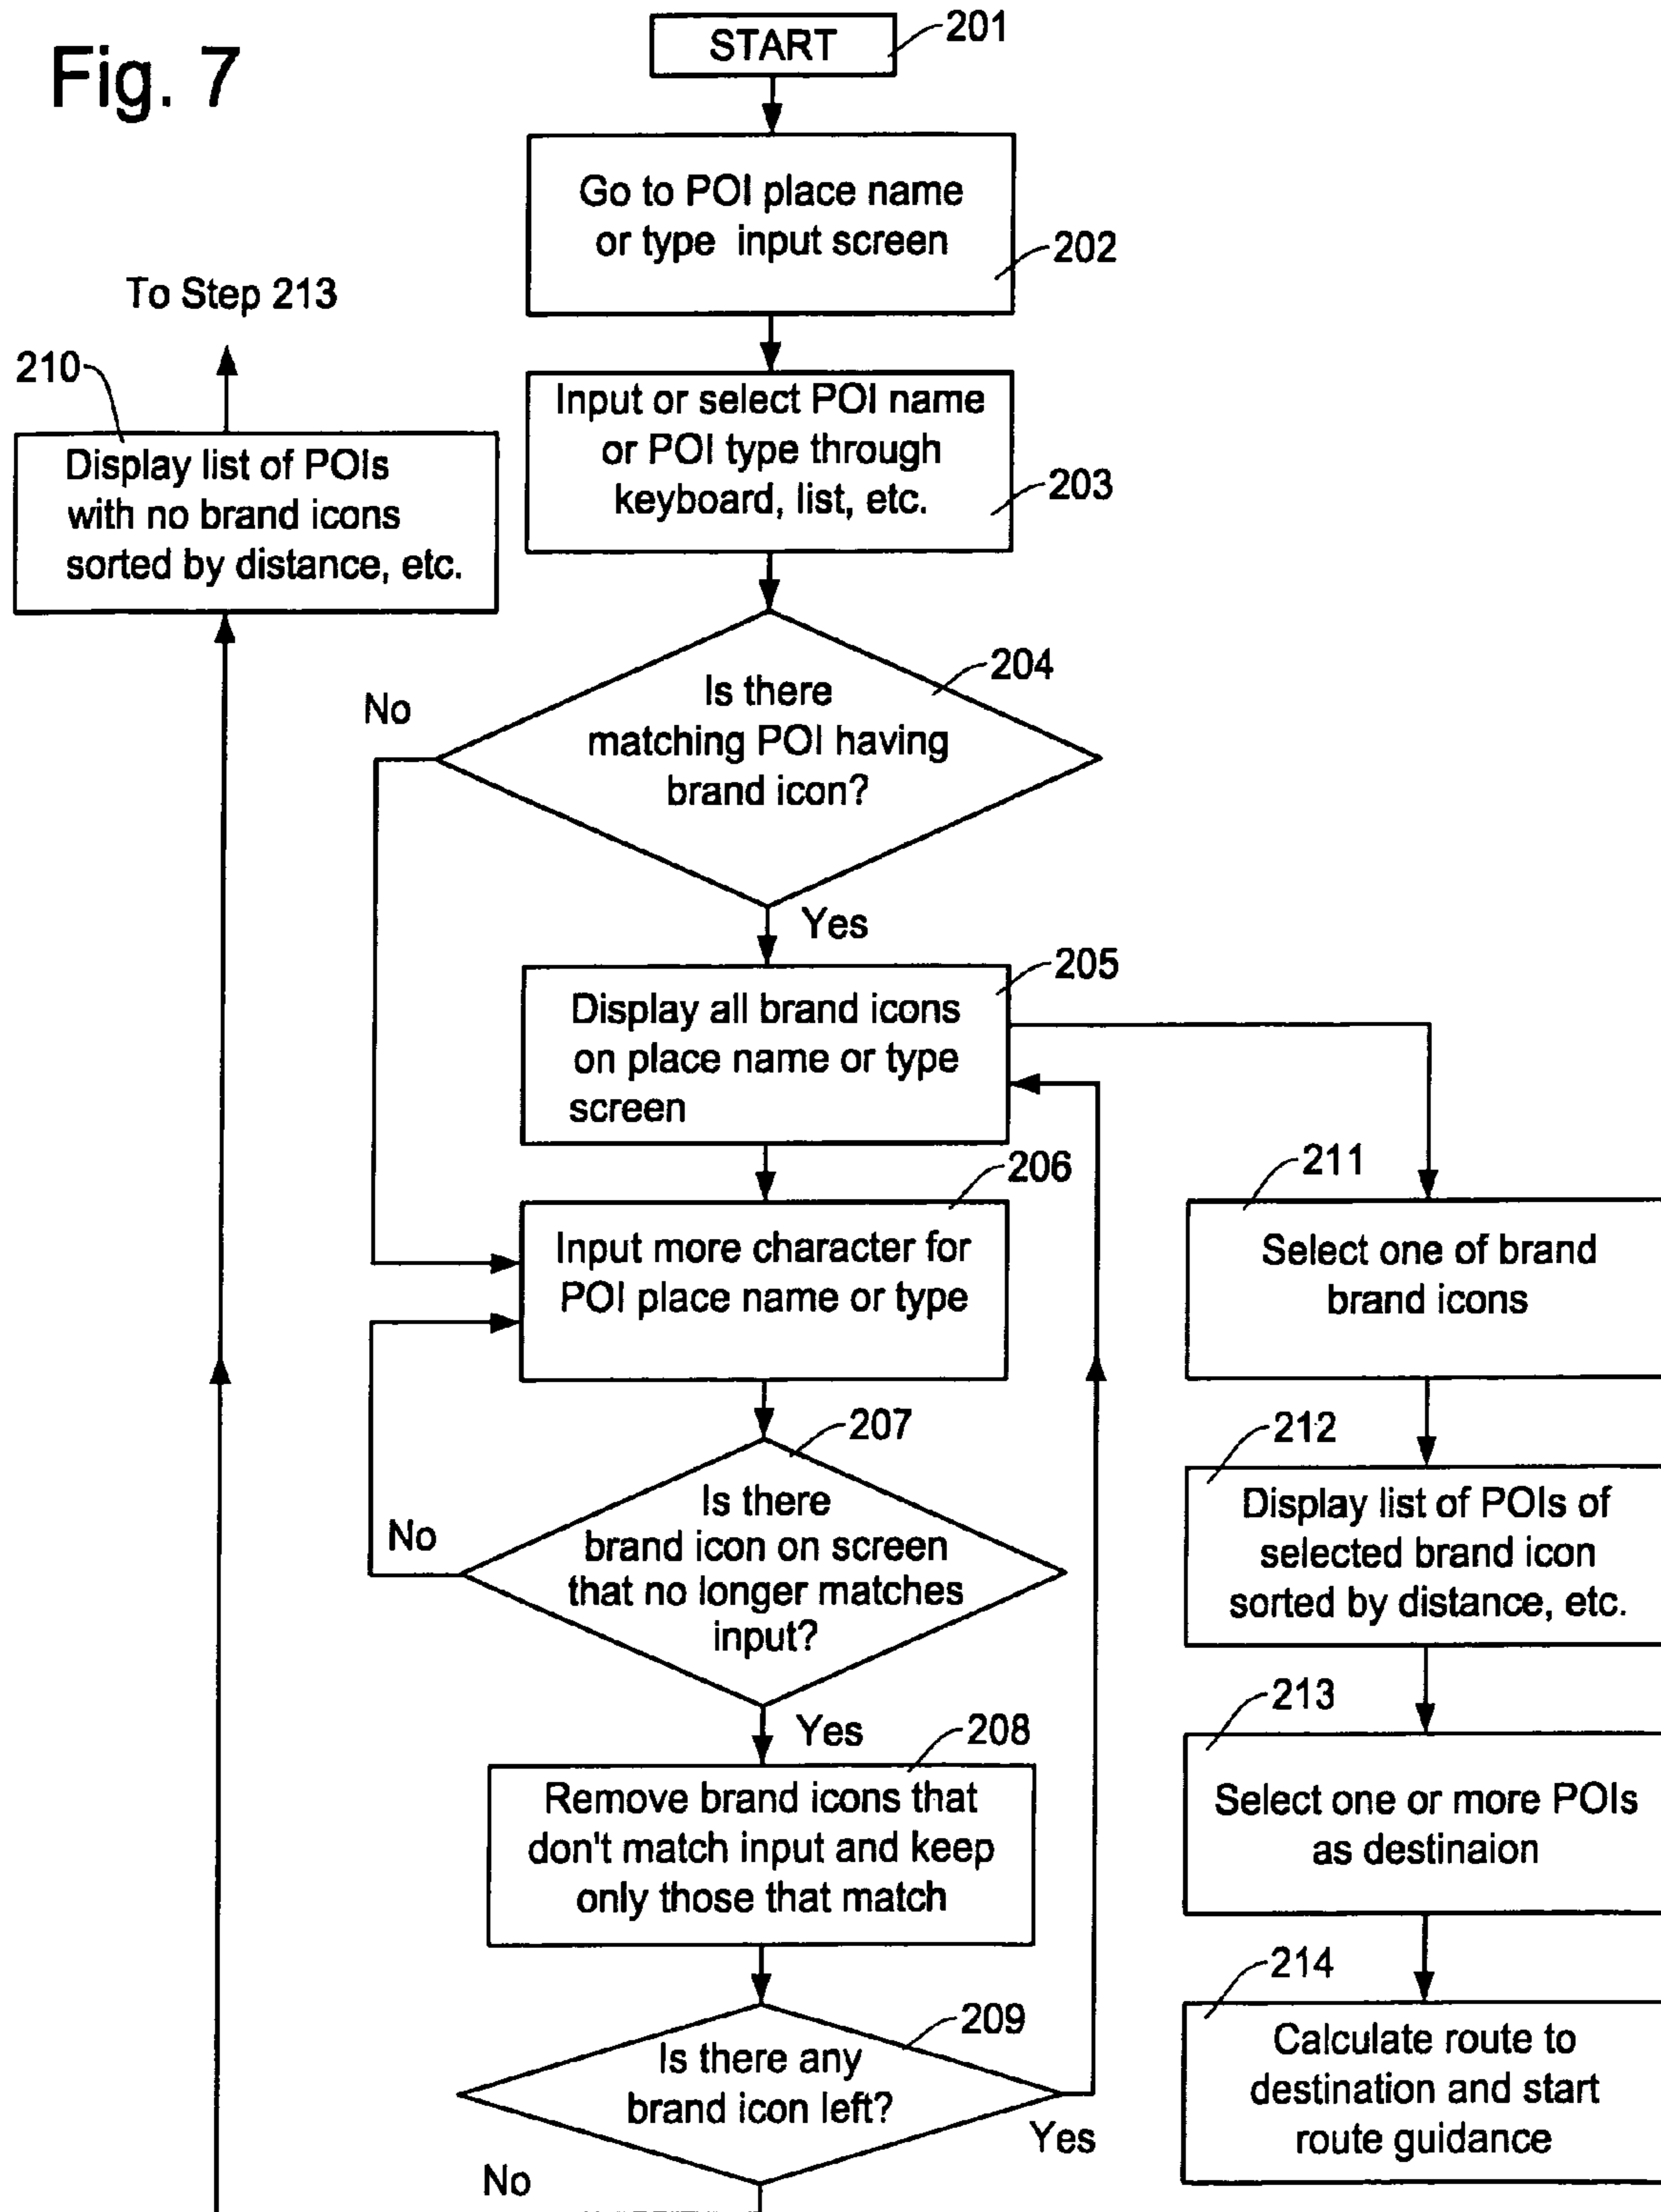 Fig. 7
START
201
Go to POI place name
or type input screen
202
To Step 213
210
Display list of POIs
with no brand icons
sorted by distance, etc.
Input or select POI name
or POI type through
keyboard, list, etc.
203
204
Is there
matching POI having
brand icon?
No
Yes
205
Display all brand icons
on place name or type
screen
206
Input more character for
POI place name or type
207
Is there
brand icon on screen
that no longer matches
input?
No
Yes
208
Remove brand icons that
don't match input and keep
only those that match
209
Is there any
brand icon left?
Yes
No
211
Select one of brand
brand icons
212
Display list of POIs of
selected brand icon
sorted by distance, etc.
213
Select one or more POIs
as destinaion
214
Calculate route to
destination and start
route guidance